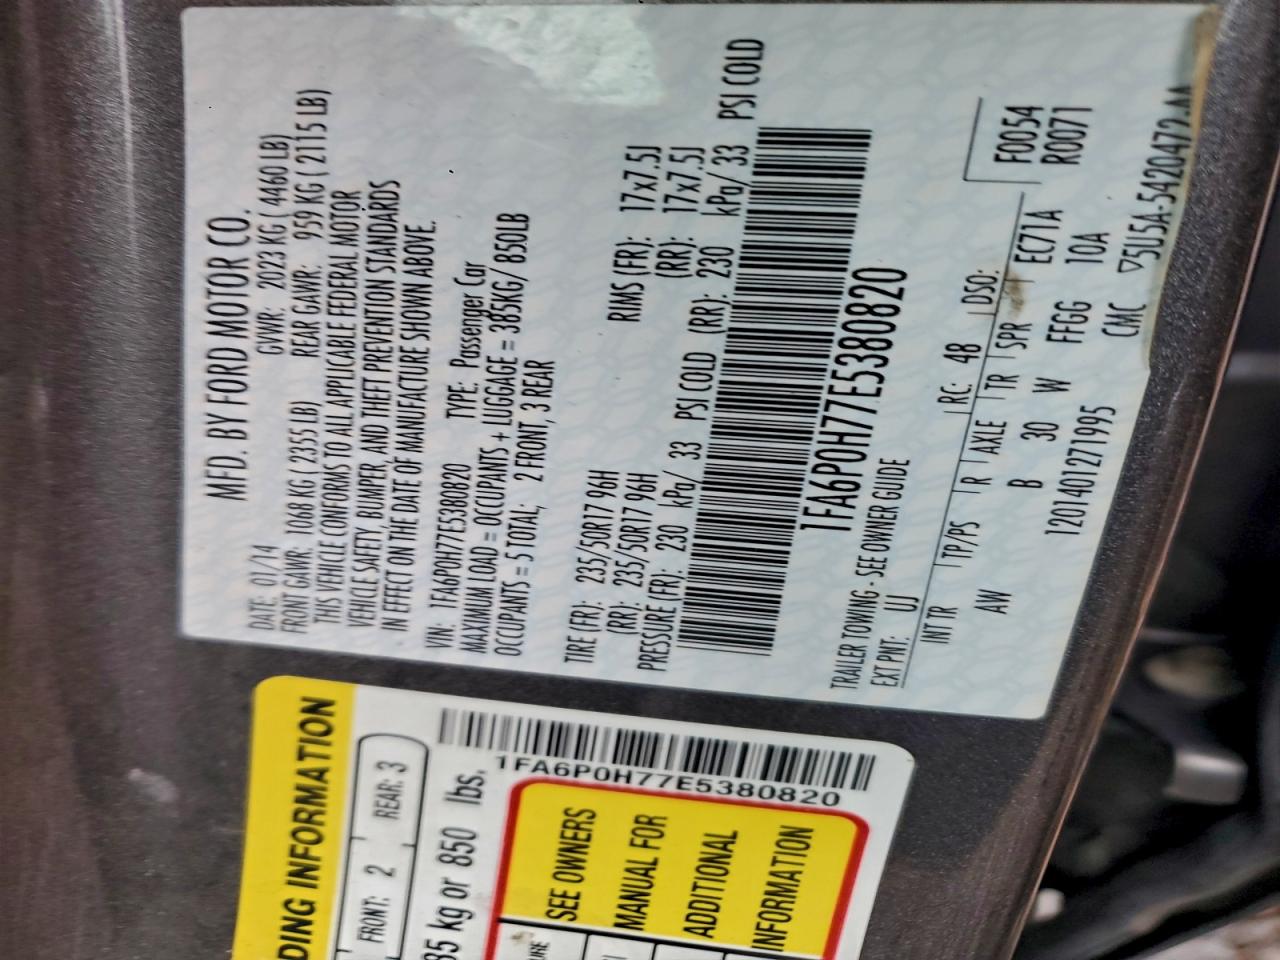 MFD. BY FORD MOTOR CO.
DATE: 01/14 GVWR: 2023 KG ( 4460 LB)
FRONT GAWR: 1068 KG ( 2355 LB) REAR GAWR: 959 KG ( 2115 LB)
THIS VEHICLE CONFORMS TO ALL APPLICABLE FEDERAL MOTOR
VEHICLE SAFETY, BUMPER, AND THEFT PREVENTION STANDARDS
IN EFFECT ON THE DATE OF MANUFACTURE SHOWN ABOVE.
VIN: 1FA6P0H77E5380820 TYPE: Passenger Car
MAXIMUM LOAD = OCCUPANTS + LUGGAGE = 385KG/ 850LB
OCCUPANTS = 5 TOTAL; 2 FRONT, 3 REAR
TIRE (FR): 235/50R17 96H RIMS (FR): 17x7.5J
(RR): 235/50R17 96H (RR): 17x7.5J
PRESSURE (FR): 230 kPa/ 33 PSI COLD (RR): 230 kPa/ 33 PSI COLD
1FA6P0H77E5380820
TRAILER TOWING - SEE OWNER GUIDE
EXT PNT: UJ RC: 48 DSO: F0054
R0071
INT TR TP/PS R AXLE TR SPR EC71A
AW B 30 W FFGG 10A
1201401271995 CMC 5U5A-5420472-
DING INFORMATION
FRONT: 2 REAR: 3
85 kg or 850 lbs.
1FA6P0H77E5380820
SEE OWNERS
MANUAL FOR
ADDITIONAL
INFORMATION